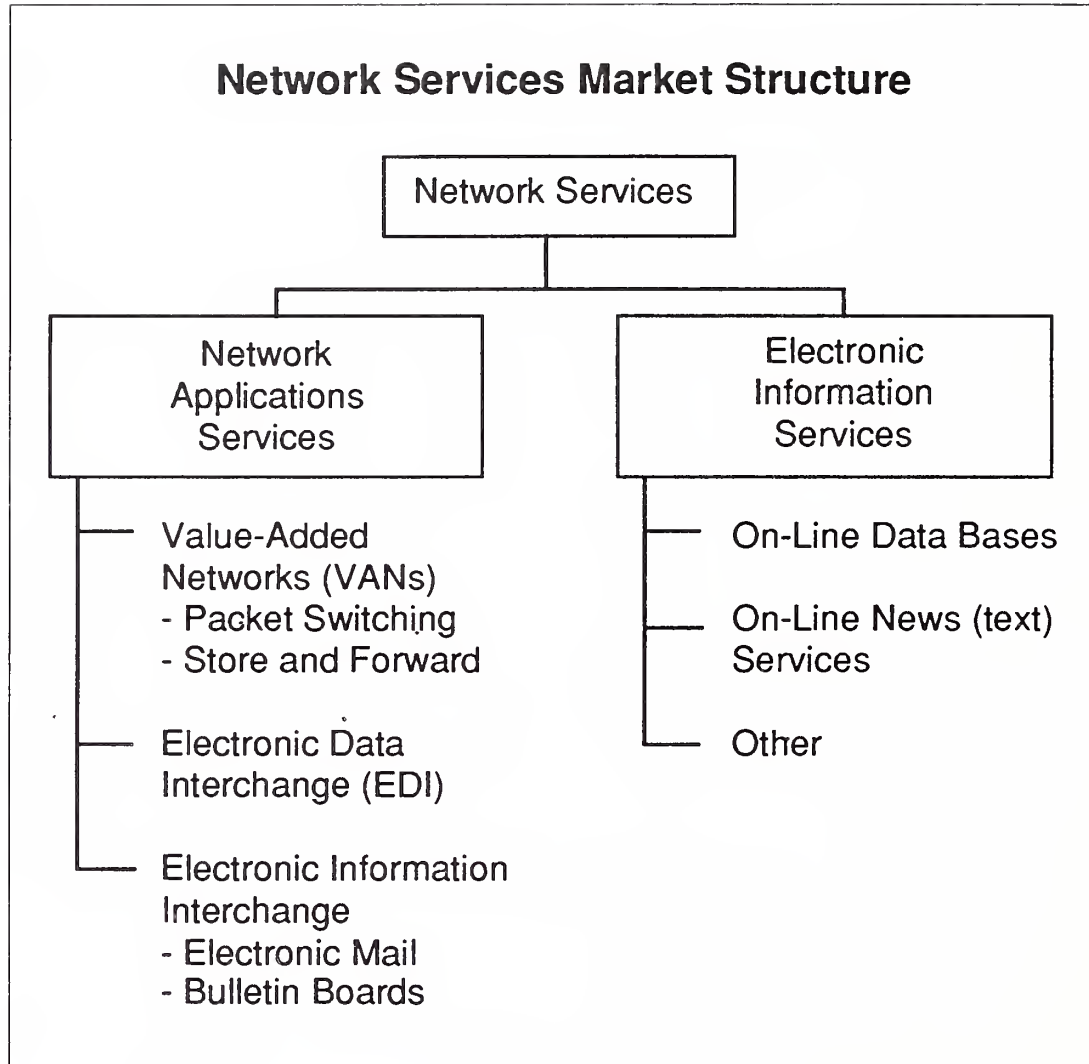 Network Services Market Structure
Network Services
Network
Applications
Services
Value-Added
Networks (VANs)
- Packet Switching
- Store and Forward
Electronic Data
Interchange (EDI)
Electronic Information
Interchange
- Electronic Mail
- Bulletin Boards
Electronic
Information
Services
On-Line Data Bases
On-Line News (text)
Services
Other